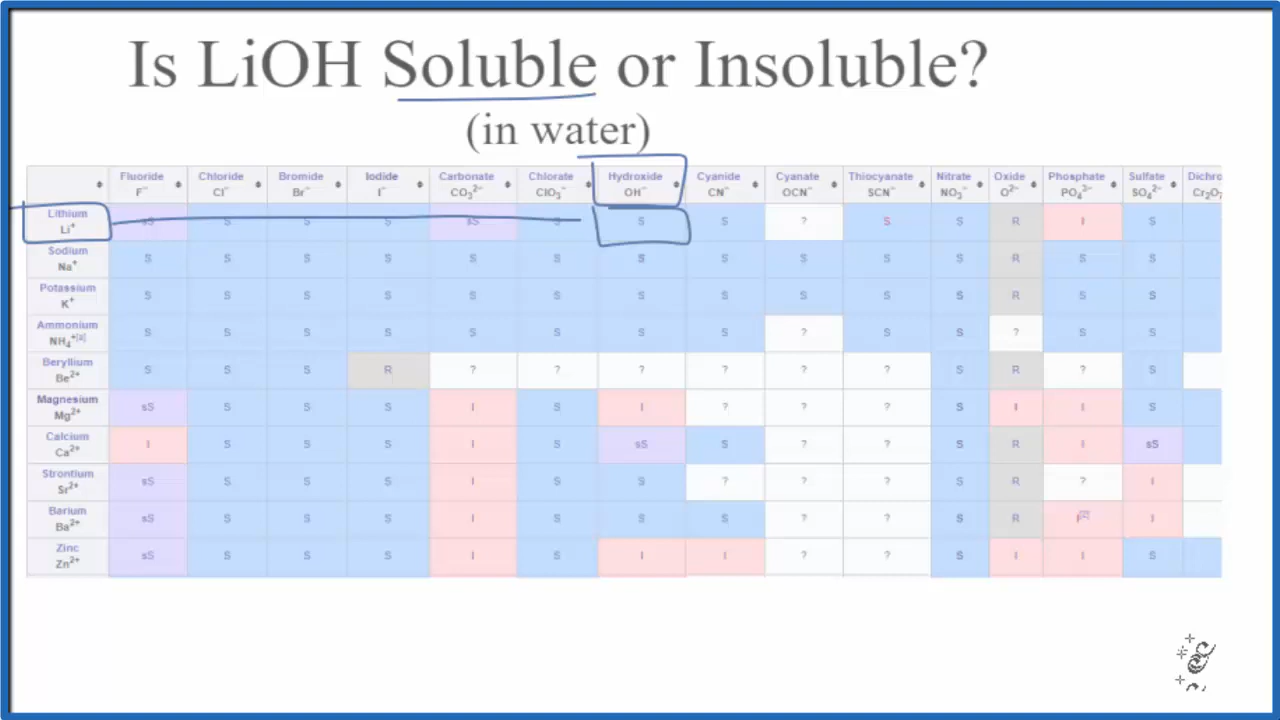 Is LiOH Soluble or Insoluble?
(in water)
Fluoride F⁻ Chloride Cl⁻ Bromide Br⁻ Iodide I⁻ Carbonate CO₃²⁻ Chlorate ClO₃⁻ Hydroxide OH⁻ Cyanide CN⁻ Cyanate OCN⁻ Thiocyanate SCN⁻ Nitrate NO₃⁻ Oxide O²⁻ Phosphate PO₄³⁻ Sulfate SO₄²⁻ Dichro Cr₂O₇
Lithium Li⁺ sS S S S sS S S S ? S S R I S
Sodium Na⁺ S S S S S S S S S S S R S S
Potassium K⁺ S S S S S S S S S S S R S S
Ammonium NH₄⁺[a] S S S S S S S S ? S S ? S S
Beryllium Be²⁺ S S S R ? ? ? ? ? ? S R ? S
Magnesium Mg²⁺ sS S S S I S I ? ? ? S I I S
Calcium Ca²⁺ I S S S I S sS S ? ? S R I sS
Strontium Sr²⁺ sS S S S I S S ? ? ? S R ? I
Barium Ba²⁺ sS S S S I S S S ? ? S R I
Zinc Zn²⁺ sS S S S I S I I ? ? S I I S